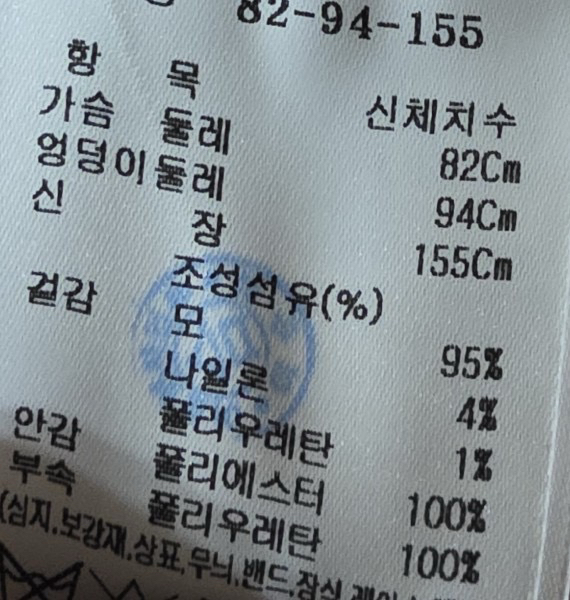 82-94-155
항 목 신체치수
가슴 둘레 82Cm
엉덩이둘레 94Cm
신 장 155Cm
조성섬유(%)
겉감 모 95%
나일론 4%
폴리우레탄 1%
안감 폴리에스터 100%
부속 폴리우레탄 100%
(심지,보강재,상표,무늬,밴드,장식